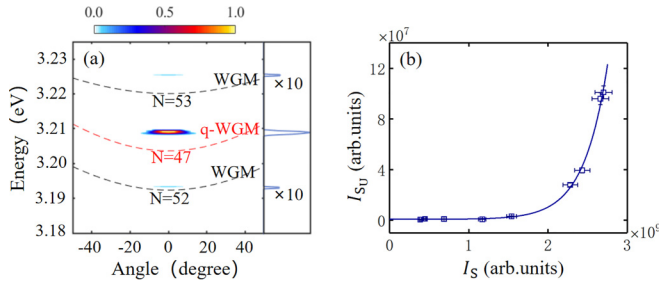 0.0 0.5 1.0
(a)
Energy (eV)
3.23
3.22
3.21
3.20
3.19
3.18
WGM
N=53
×10
q-WGM
N=47
WGM
N=52
×10
-40 -20 0 20 40
Angle (degree)
×10⁷
(b)
I_SU (arb.units)
12
8
4
0
0 1 2 3
×10⁹
I_S (arb.units)